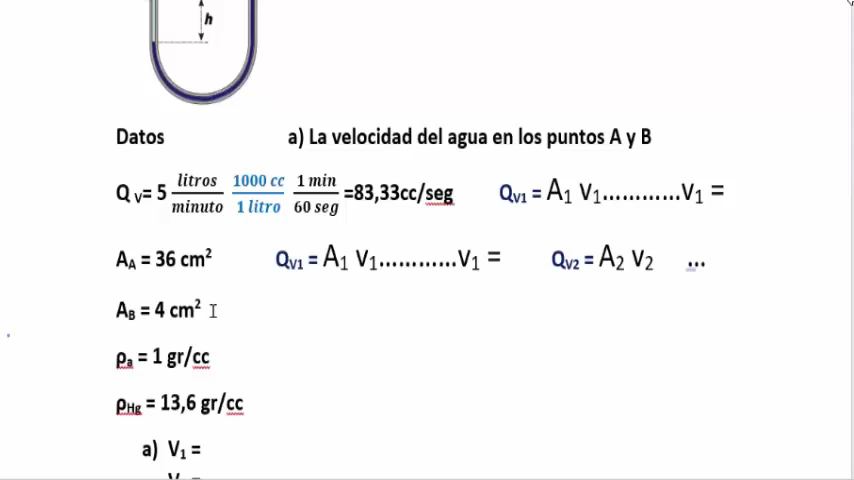 h
Datos a) La velocidad del agua en los puntos A y B
Q V= 5 litros/minuto 1000 cc/1 litro 1 min/60 seg =83,33cc/seg QV1 = A1 v1............v1 =
AA = 36 cm² QV1 = A1 v1............v1 = QV2 = A2 v2 ...
AB = 4 cm²
ρa = 1 gr/cc
ρHg = 13,6 gr/cc
a) V1 =